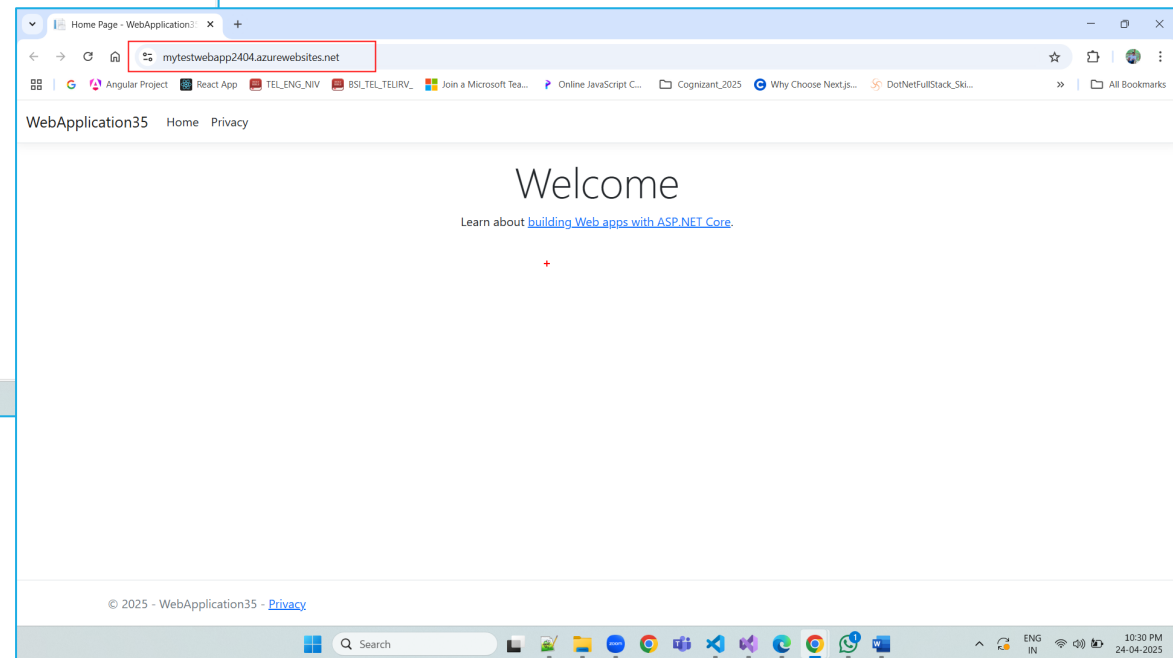 Home Page - WebApplication3
mytestwebapp2404.azurewebsites.net
Angular Project React App TEL_ENG_NIV BSI_TEL_TELIRV_ Join a Microsoft Tea... Online JavaScript C... Cognizant_2025 Why Choose Next.js... DotNetFullStack_Ski... » All Bookmarks
WebApplication35 Home Privacy
Welcome
Learn about building Web apps with ASP.NET Core.
© 2025 - WebApplication35 - Privacy
Search
ENG
IN
10:30 PM
24-04-2025